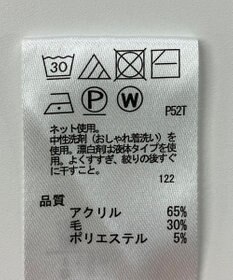 30
P W
P52T
ネット使用。
中性洗剤（おしゃれ着洗い）を
使用。漂白剤は液体タイプを使
用。よくすすぎ、絞りの後すぐ
に干すこと。
122
品質
アクリル 65%
毛 30%
ポリエステル 5%